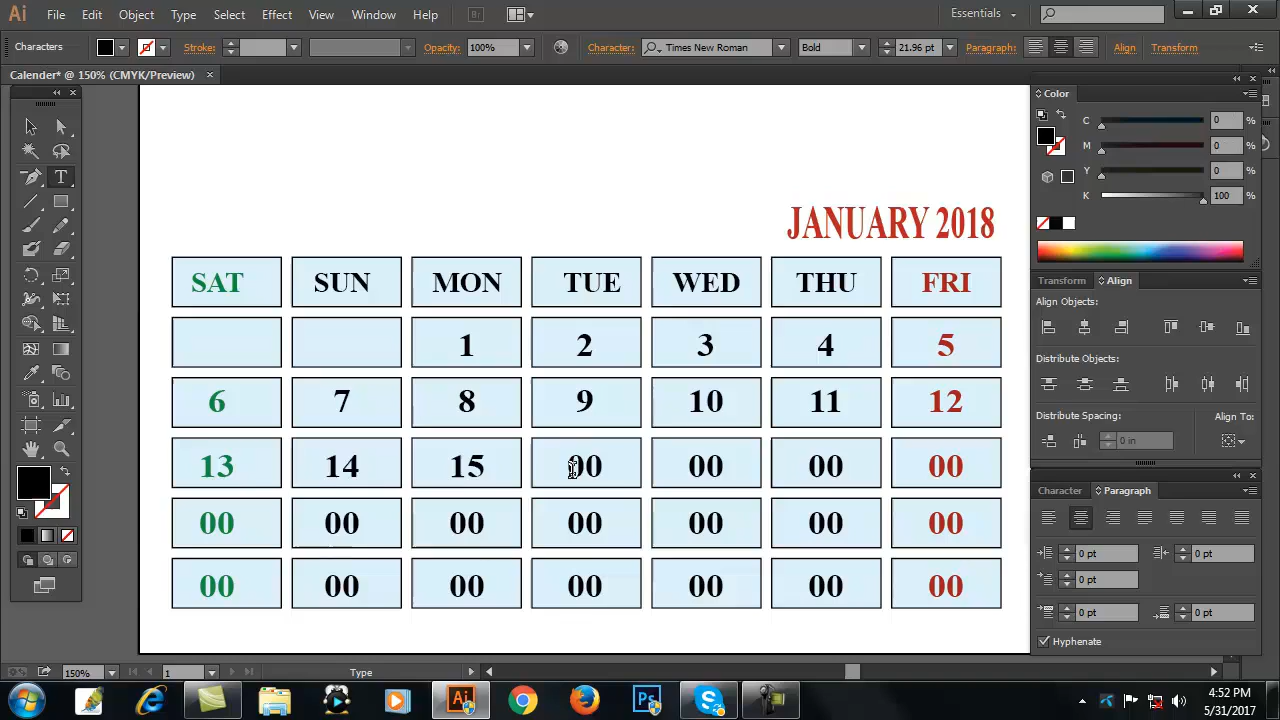 Ai File Edit Object Type Select Effect View Window Help Br Essentials
Characters Stroke: Opacity: 100% Character: Times New Roman Bold 21.96 pt Paragraph: Align Transform
Calender* @ 150% (CMYK/Preview)
Color
C 0 %
M 0 %
Y 0 %
K 100 %
JANUARY 2018
SAT SUN MON TUE WED THU FRI
1 2 3 4 5
6 7 8 9 10 11 12
13 14 15 00 00 00 00
00 00 00 00 00 00 00
00 00 00 00 00 00 00
Transform Align
Align Objects:
Distribute Objects:
Distribute Spacing: Align To:
0 in
Character Paragraph
0 pt 0 pt
0 pt
0 pt 0 pt
Hyphenate
150% 1 Type
Ai Ps S
4:52 PM
5/31/2017